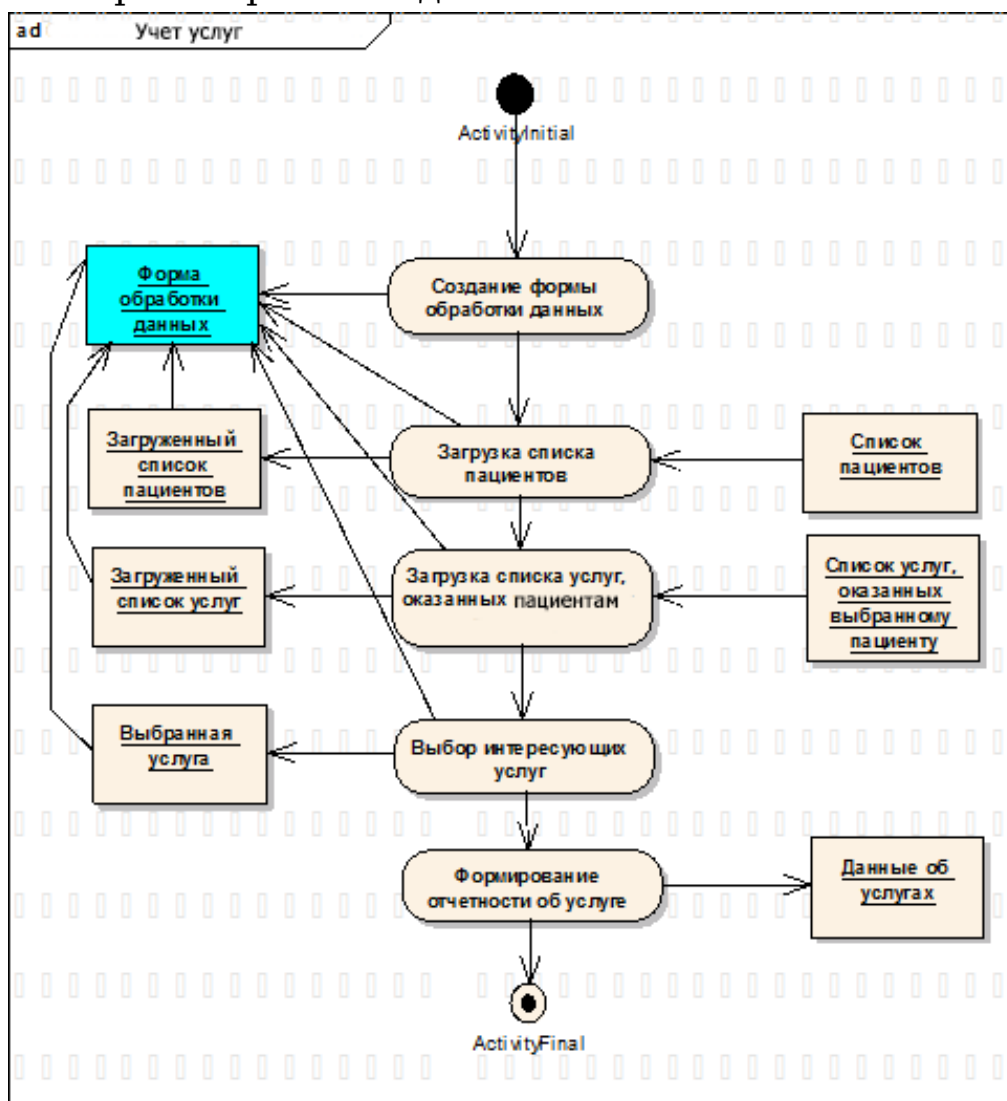 ad Учет услуг
ActivityInitial
Форма
обработки
данных
Создание формы
обработки данных
Загруженный
список
пациентов
Загрузка списка
пациентов
Список
пациентов
Загруженный
список услуг
Загрузка списка услуг,
оказанных пациентам
Список услуг,
оказанных
выбранному
пациенту
Выбранная
услуга
Выбор интересующих
услуг
Формирование
отчетности об услуге
Данные об
услугах
ActivityFinal